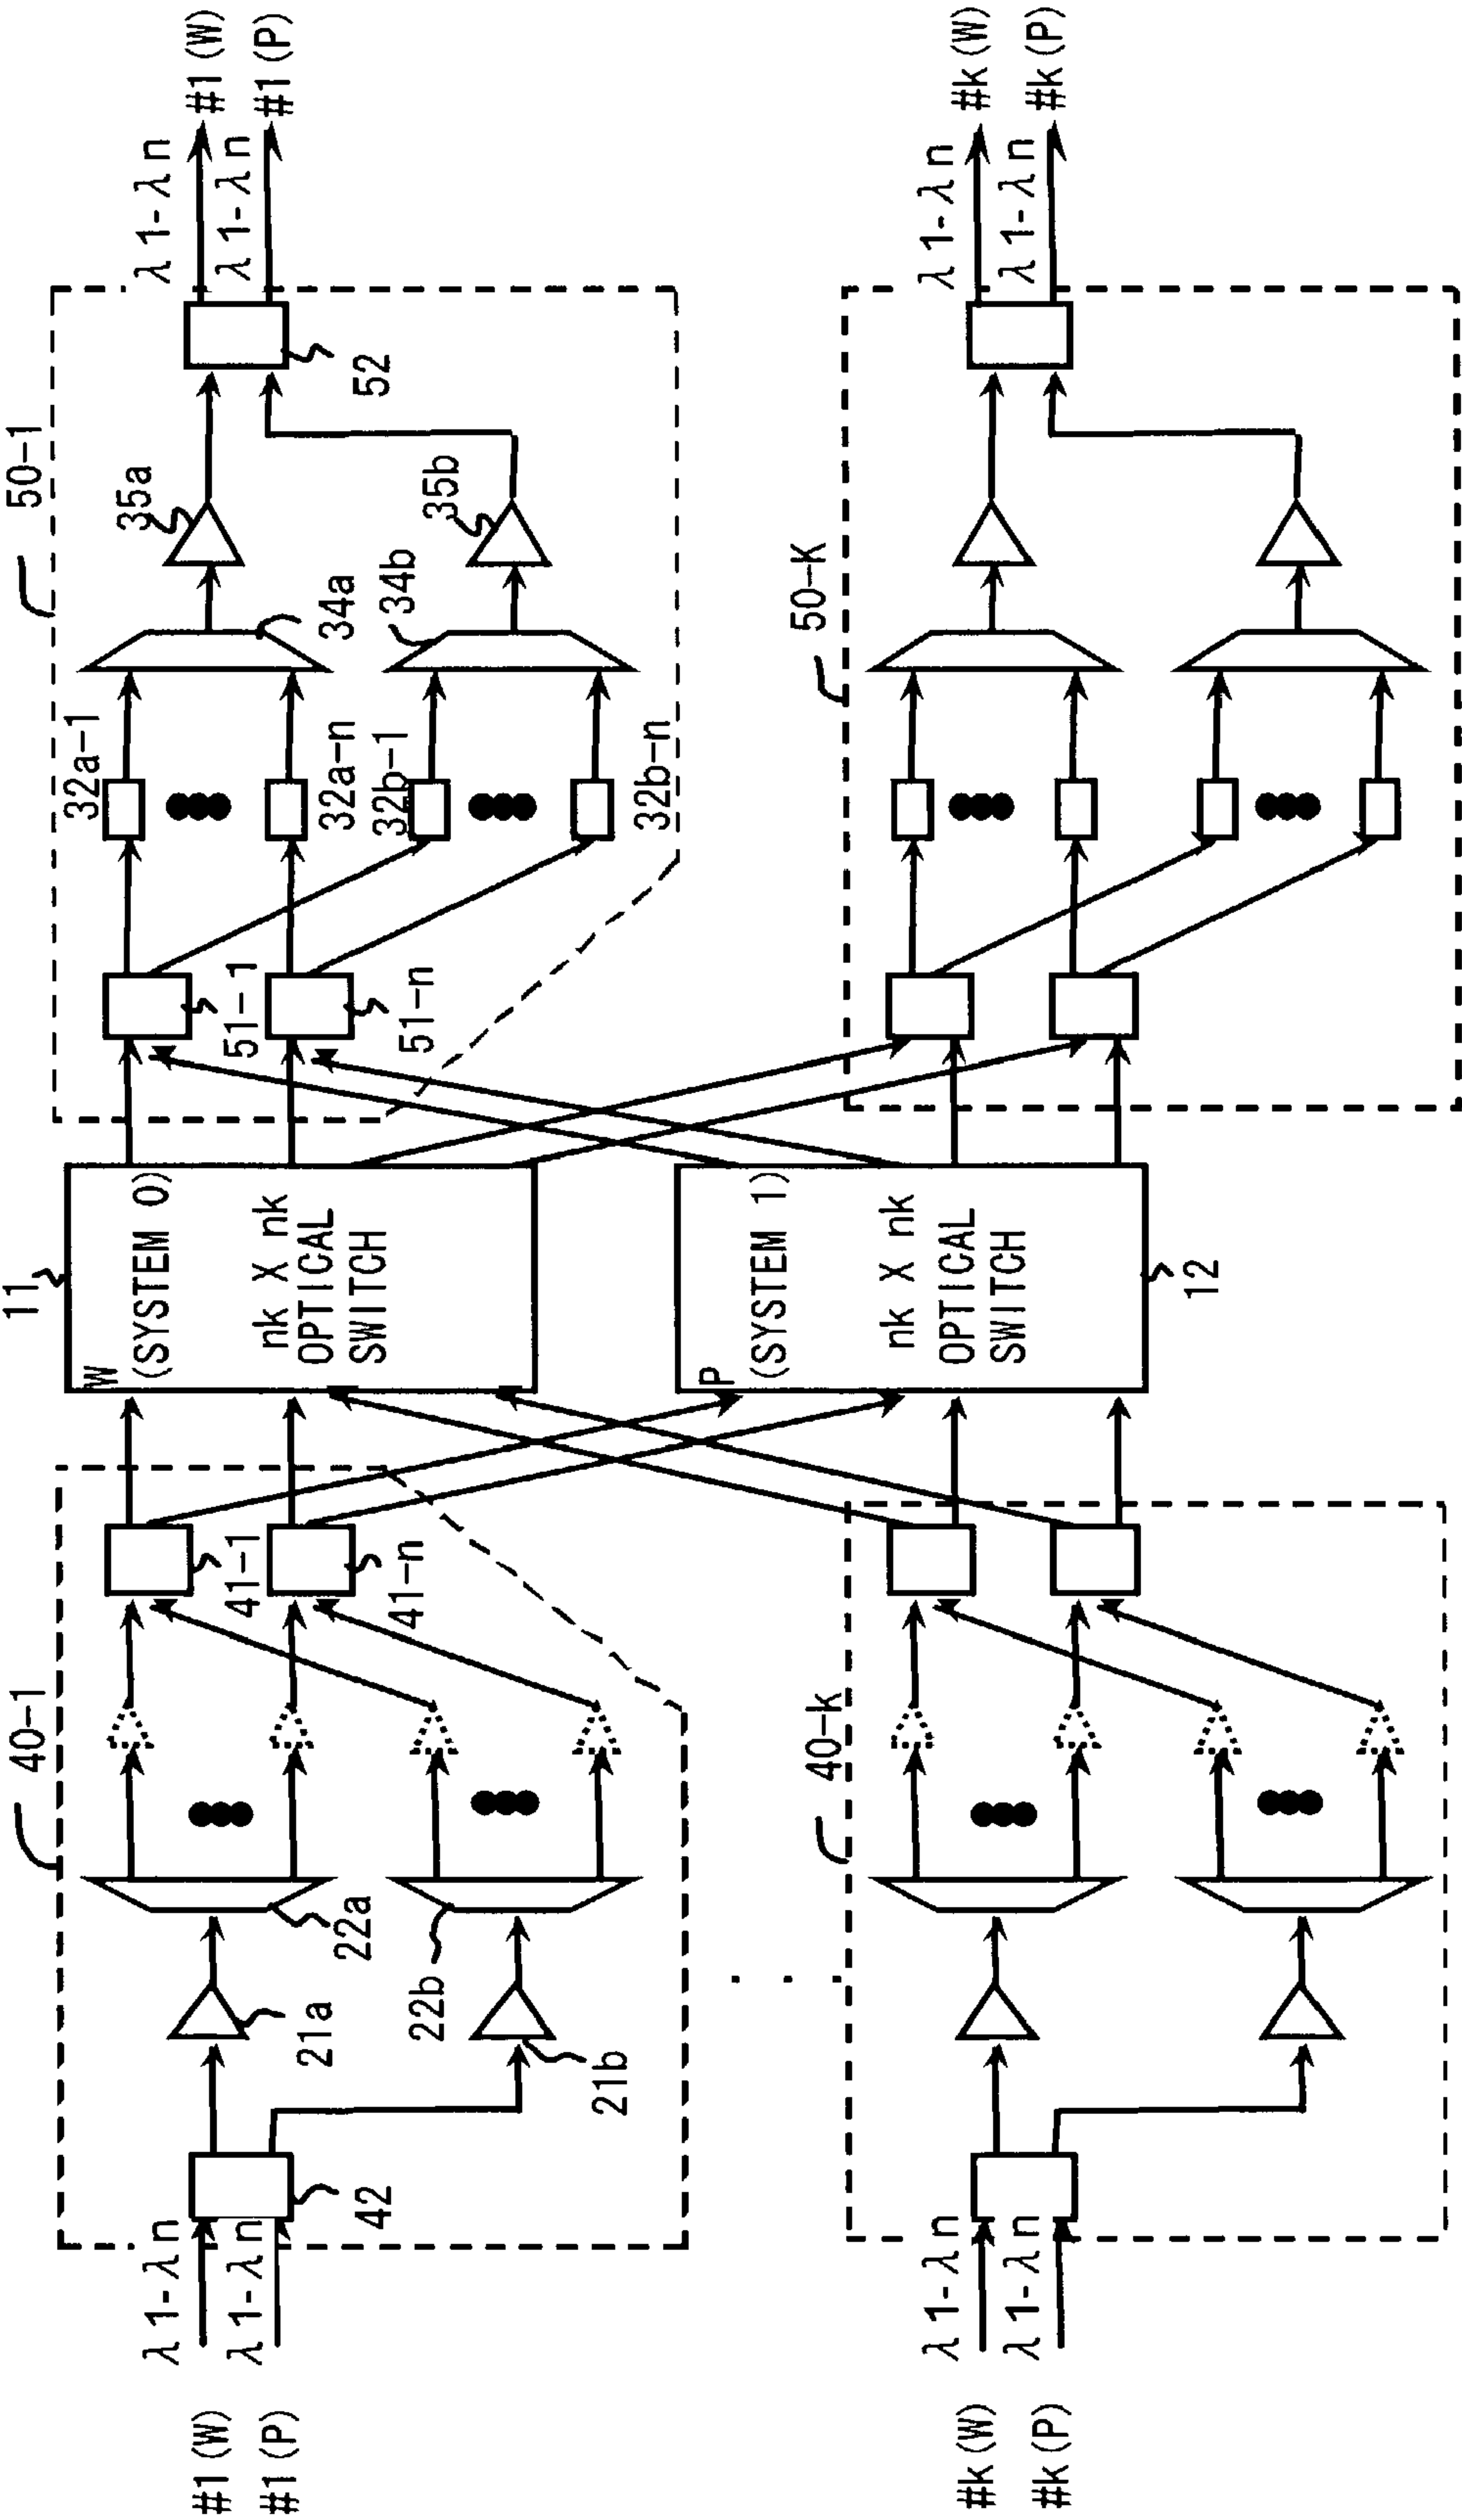 #1(W)
#1(P)
λ1-λn
λ1-λn
42
40-1
21a
21b
22a
22b
41-1
41-n
11
W
(SYSTEM 0)
nk X nk
OPTICAL
SWITCH
50-1
51-1
51-n
32a-1
32a-n
32b-1
32b-n
34a
34b
35a
35b
52
λ1-λn
λ1-λn
#1(W)
#1(P)
#k(W)
#k(P)
λ1-λn
λ1-λn
40-k
P
(SYSTEM 1)
nk X nk
OPTICAL
SWITCH
12
50-k
λ1-λn
λ1-λn
#k(W)
#k(P)